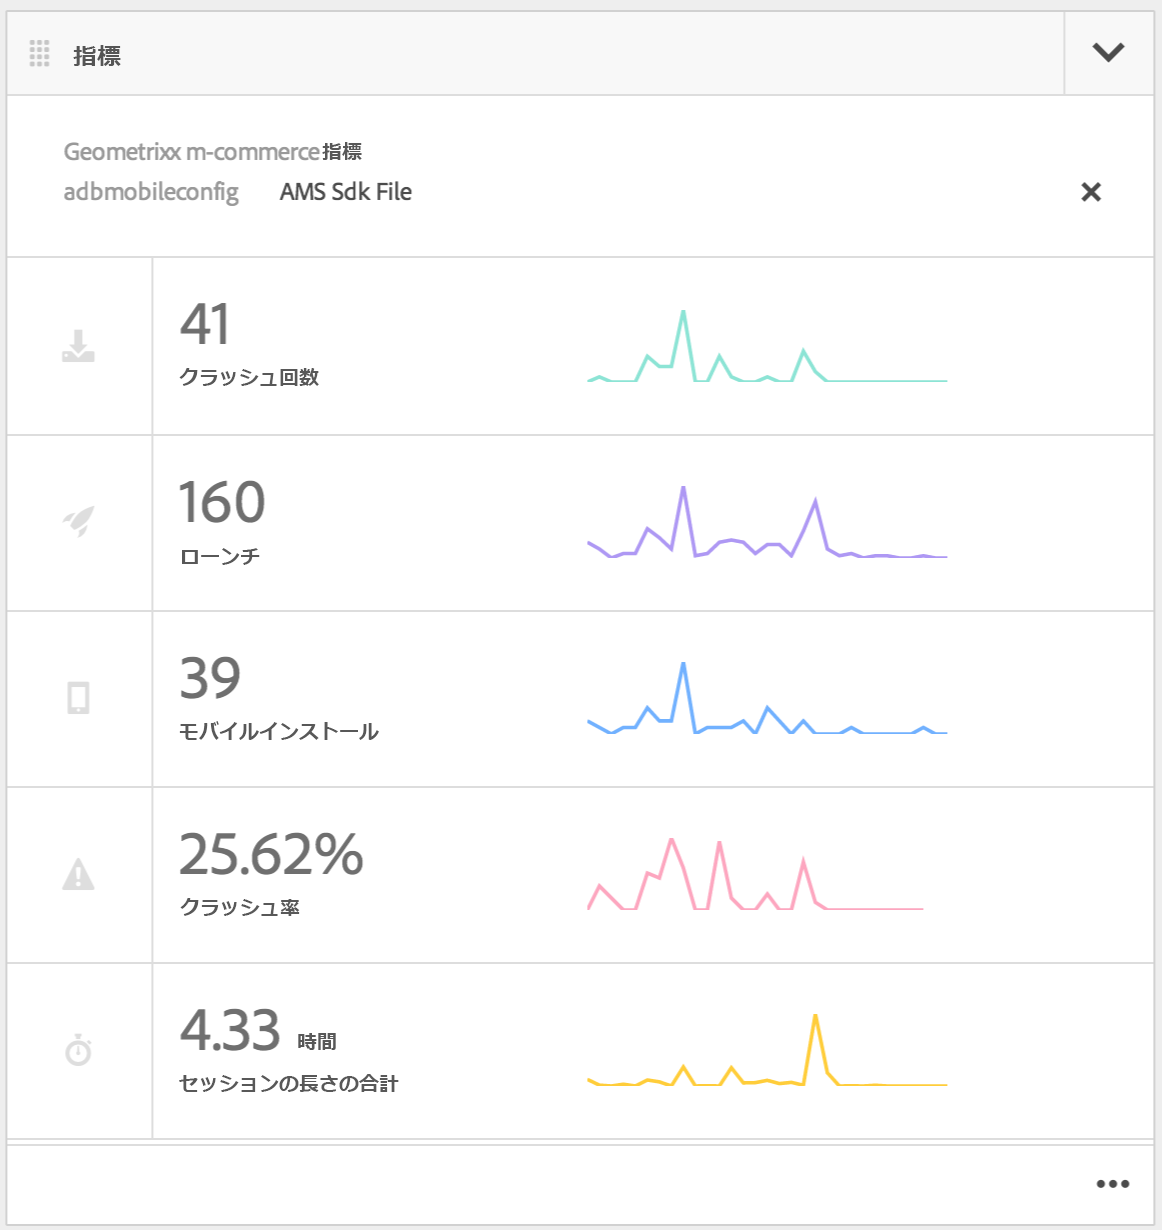 指標
Geometrixx m-commerce指標
adbmobileconfig AMS Sdk File
41
クラッシュ回数
160
ローンチ
39
モバイルインストール
25.62%
クラッシュ率
4.33 時間
セッションの長さの合計